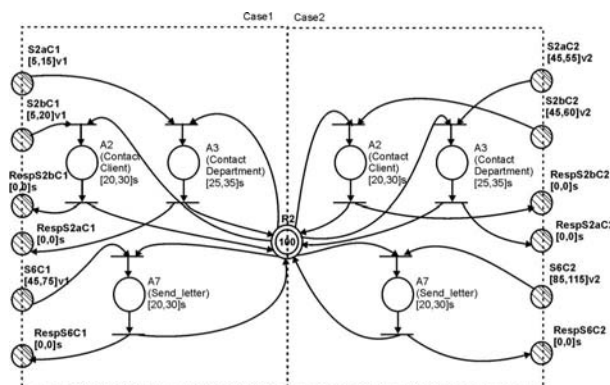 Case1
Case2
S2aC1
[5,15]v1
S2bC1
[5,20]v1
RespS2bC1
[0,0]s
RespS2aC1
[0,0]s
S6C1
[45,75]v1
RespS6C1
[0,0]s
A2
(Contact
Client)
[20,30]s
A3
(Contact
Department)
[25,35]s
A7
(Send_letter)
[20,30]s
R2
100
A2
(Contact
Client)
[20,30]s
A3
(Contact
Department)
[25,35]s
A7
(Send_letter)
[20,30]s
S2aC2
[45,55]v2
S2bC2
[45,60]v2
RespS2bC2
[0,0]s
RespS2aC2
[0,0]s
S6C2
[85,115]v2
RespS6C2
[0,0]s